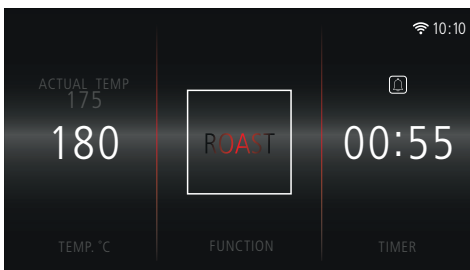 10:10
ACTUAL TEMP
175
180
ROAST
00:55
TEMP. °C
FUNCTION
TIMER